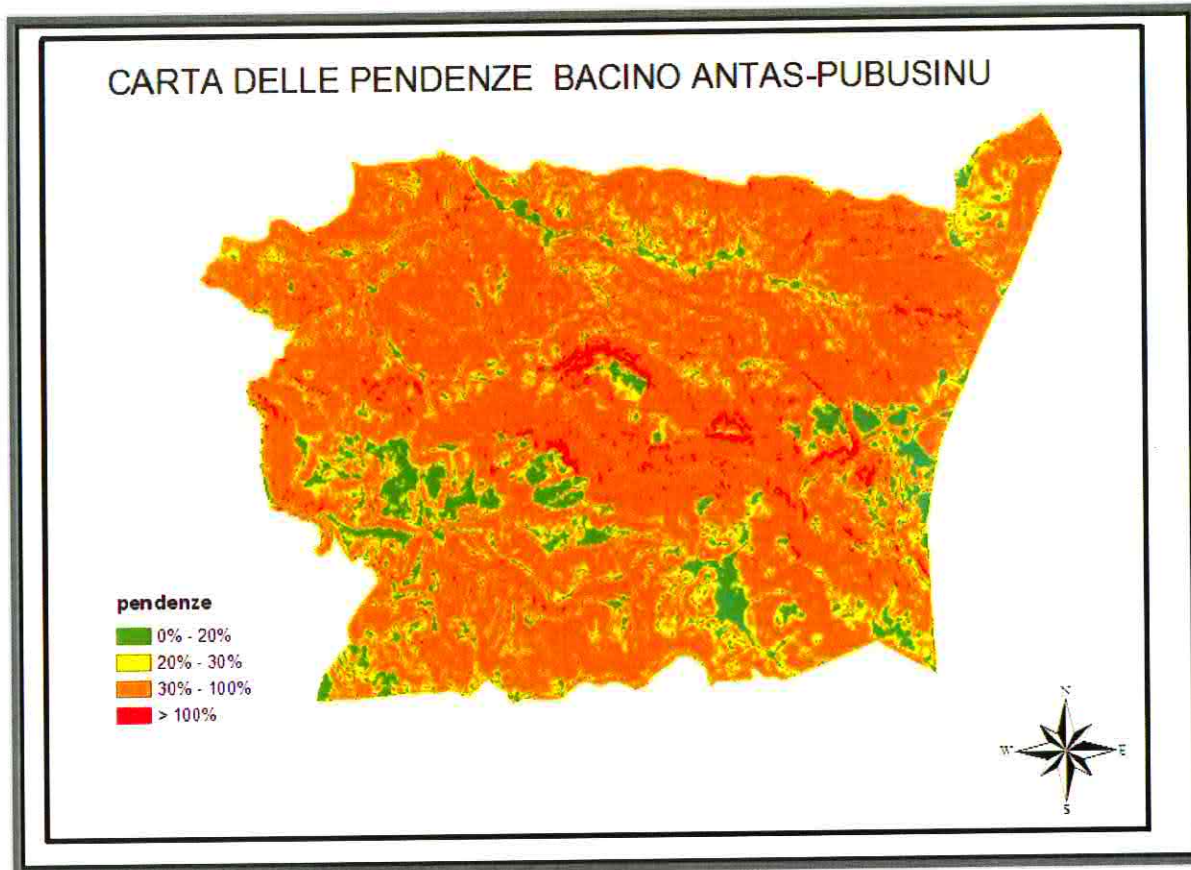 CARTA DELLE PENDENZE BACINO ANTAS-PUBUSINU
pendenze
0% - 20%
20% - 30%
30% - 100%
> 100%
N
W
E
S